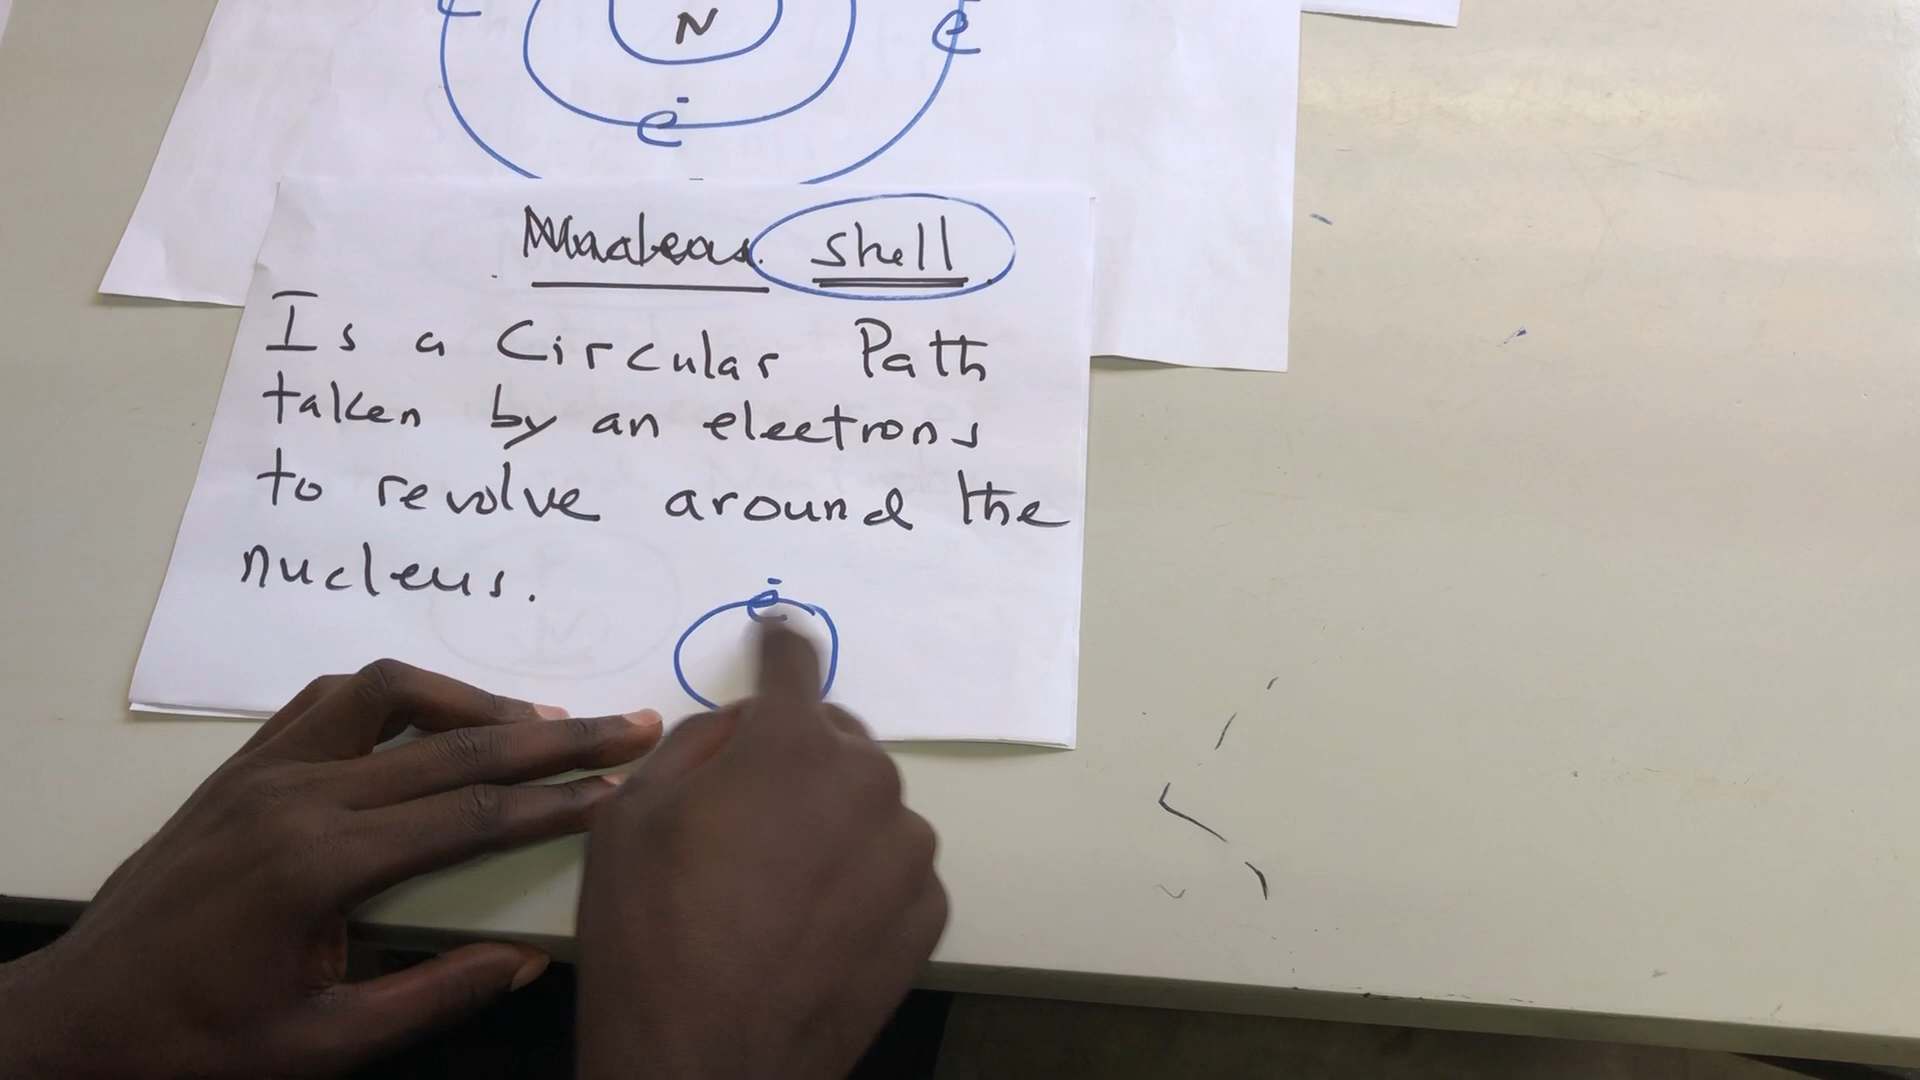 N
e e
e
shell
Is a Circular Path
taken by an electrons
to revolve around the
nucleus.
e